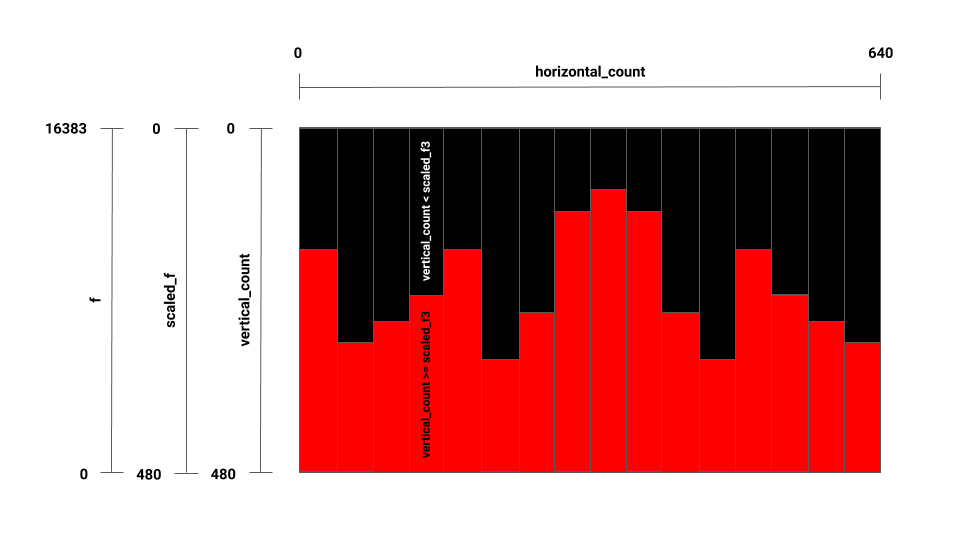 0
640
horizontal_count
16383
0
0
f
scaled_f
vertical_count
vertical_count < scaled_f3
vertical_count >= scaled_f3
0
480
480